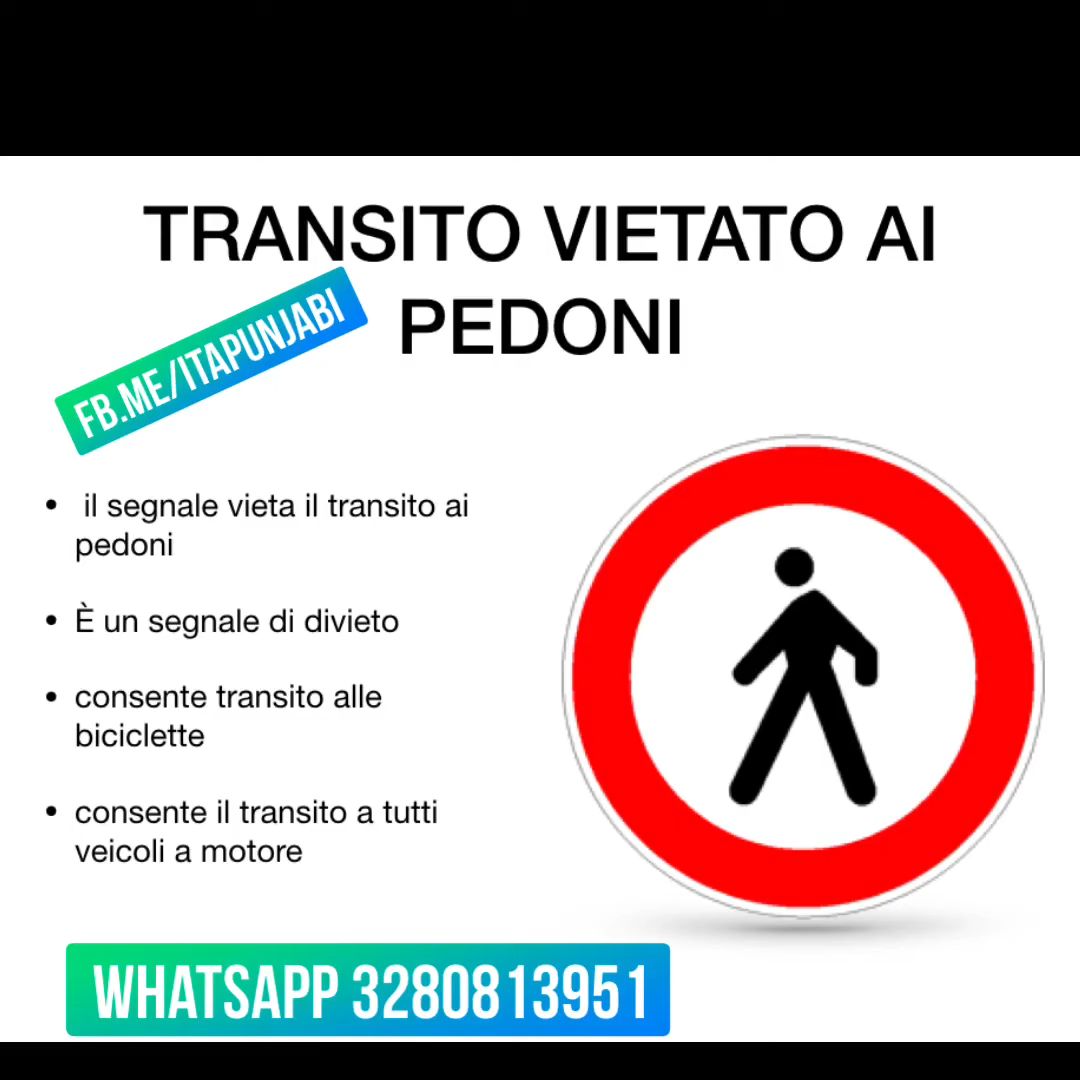 TRANSITO VIETATO AI
PEDONI
FB.ME/ITAPUNJABI
• il segnale vieta il transito ai
pedoni
• È un segnale di divieto
• consente transito alle
biciclette
• consente il transito a tutti
veicoli a motore
WHATSAPP 3280813951